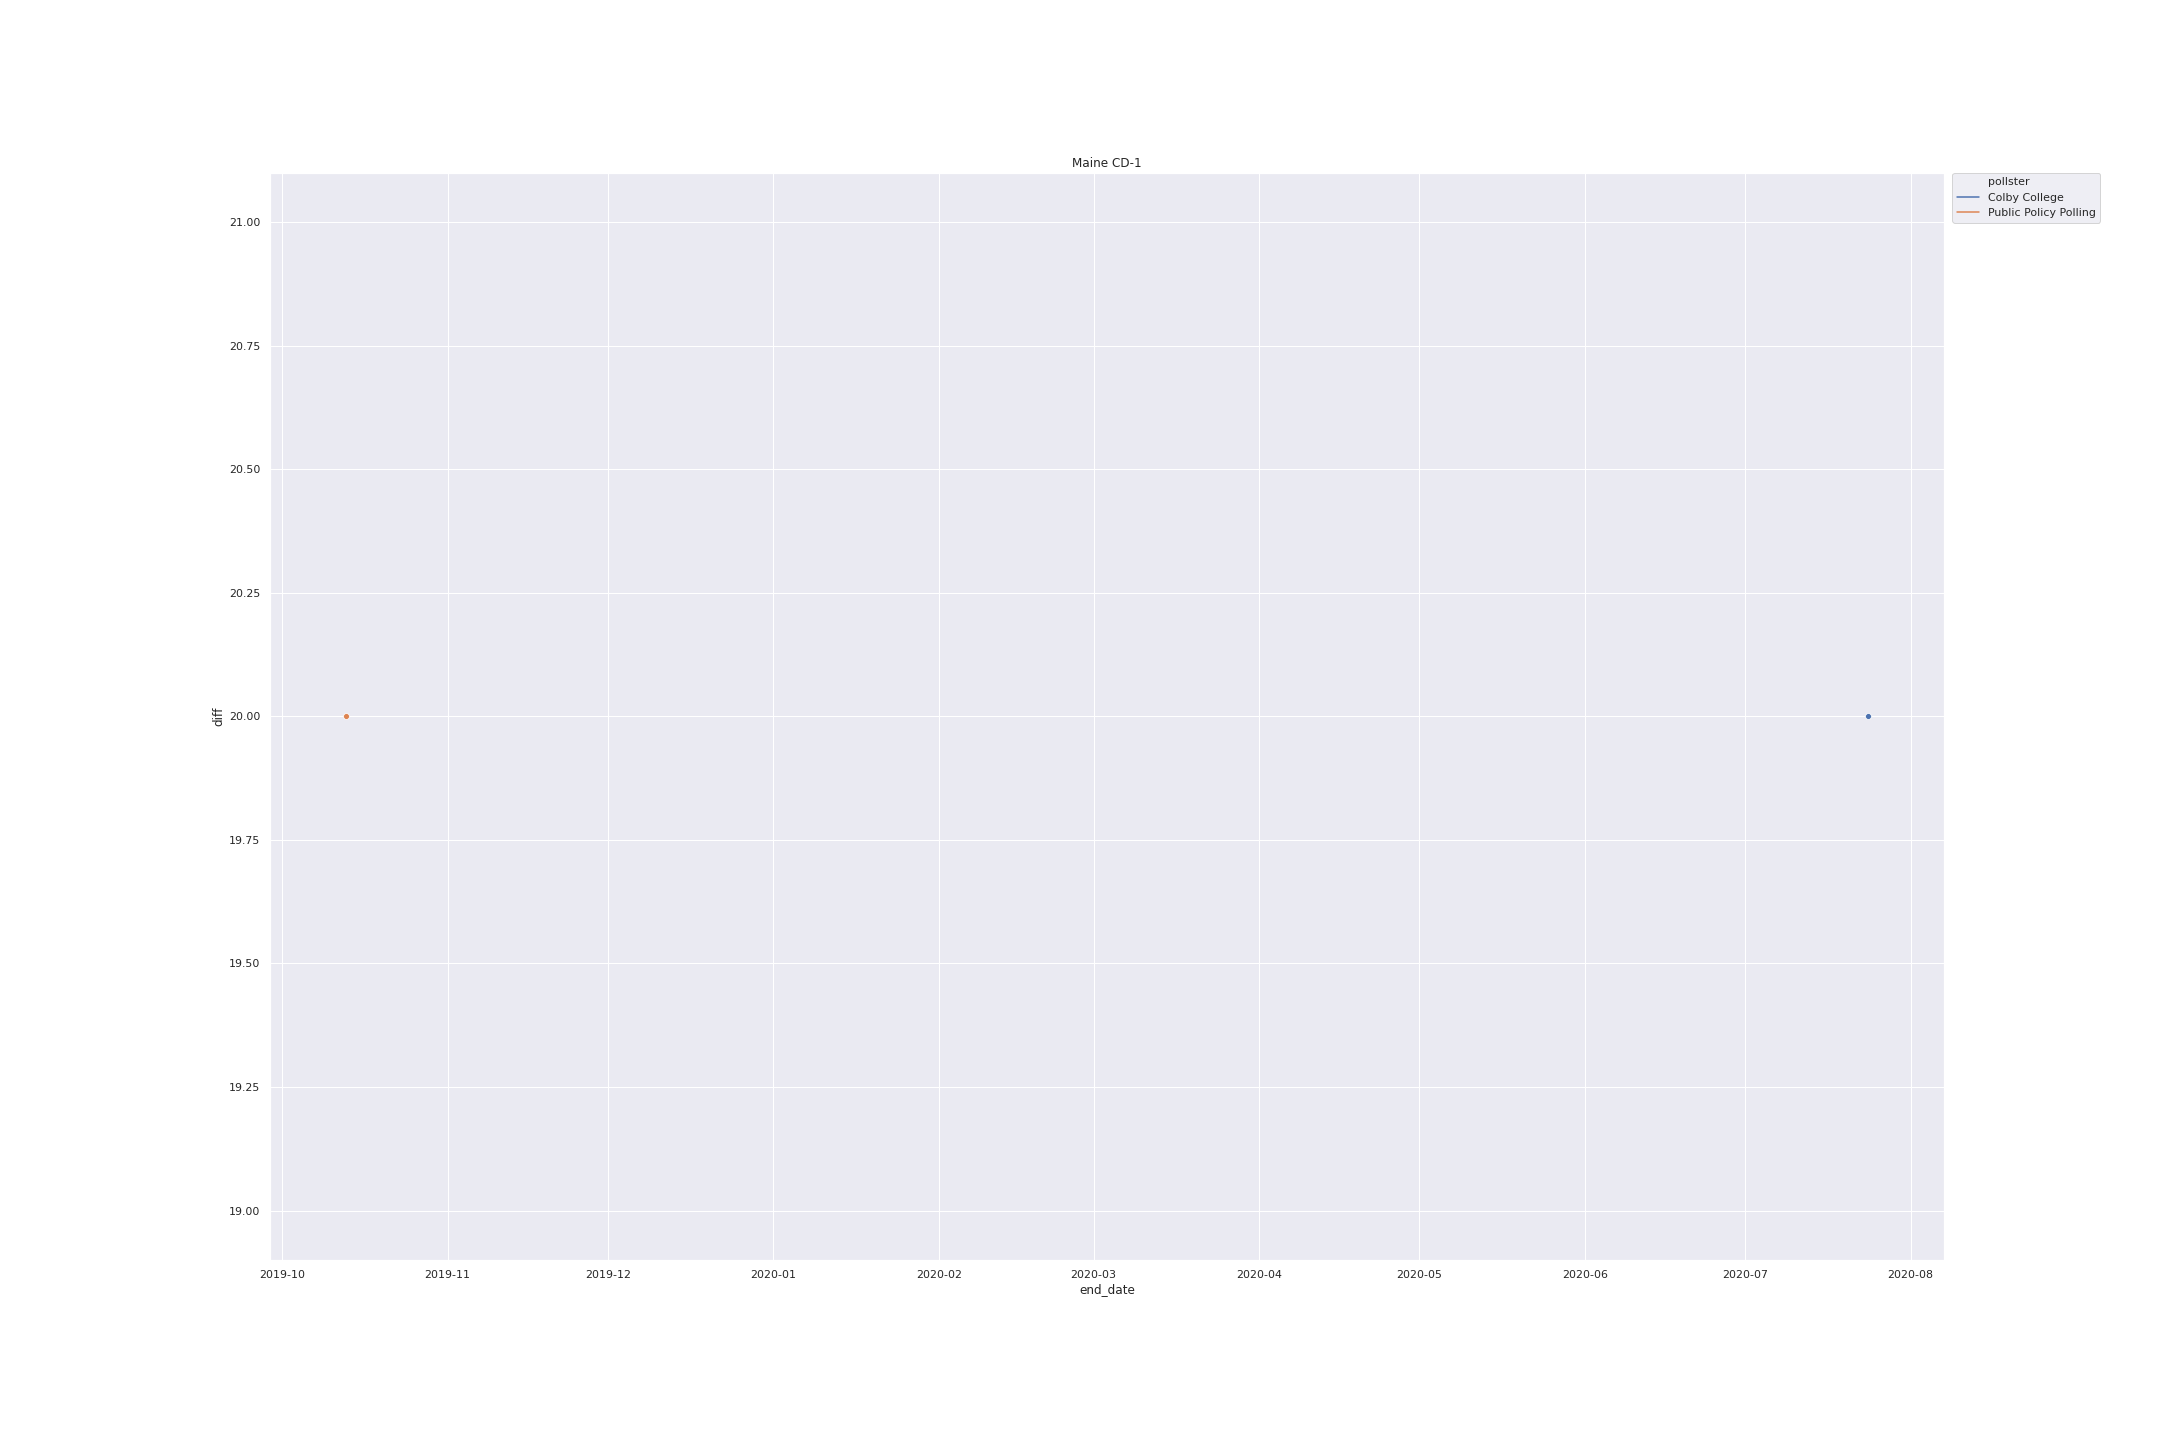 Maine CD-1
pollster
Colby College
Public Policy Polling
21.00
20.75
20.50
20.25
20.00
19.75
19.50
19.25
19.00
diff
2019-10 2019-11 2019-12 2020-01 2020-02 2020-03 2020-04 2020-05 2020-06 2020-07 2020-08
end_date